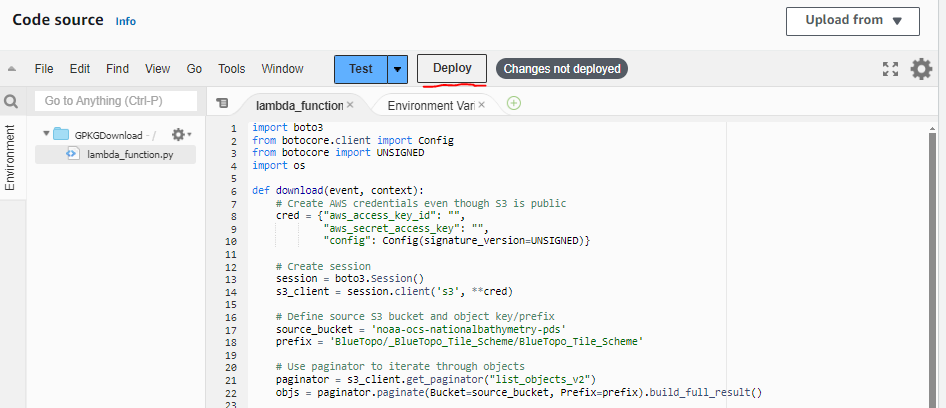 Code source Info
Upload from
File Edit Find View Go Tools Window Test Deploy Changes not deployed
Go to Anything (Ctrl-P)
lambda_function × Environment Vari ×
Environment
GPKGDownload - /
lambda_function.py
1 import boto3
2 from botocore.client import Config
3 from botocore import UNSIGNED
4 import os
5
6 def download(event, context):
7 # Create AWS credentials even though S3 is public
8 cred = {"aws_access_key_id": "",
9 "aws_secret_access_key": "",
10 "config": Config(signature_version=UNSIGNED)}
11
12 # Create session
13 session = boto3.Session()
14 s3_client = session.client('s3', **cred)
15
16 # Define source S3 bucket and object key/prefix
17 source_bucket = 'noaa-ocs-nationalbathymetry-pds'
18 prefix = 'BlueTopo/_BlueTopo_Tile_Scheme/BlueTopo_Tile_Scheme'
19
20 # Use paginator to iterate through objects
21 paginator = s3_client.get_paginator("list_objects_v2")
22 objs = paginator.paginate(Bucket=source_bucket, Prefix=prefix).build_full_result()
23